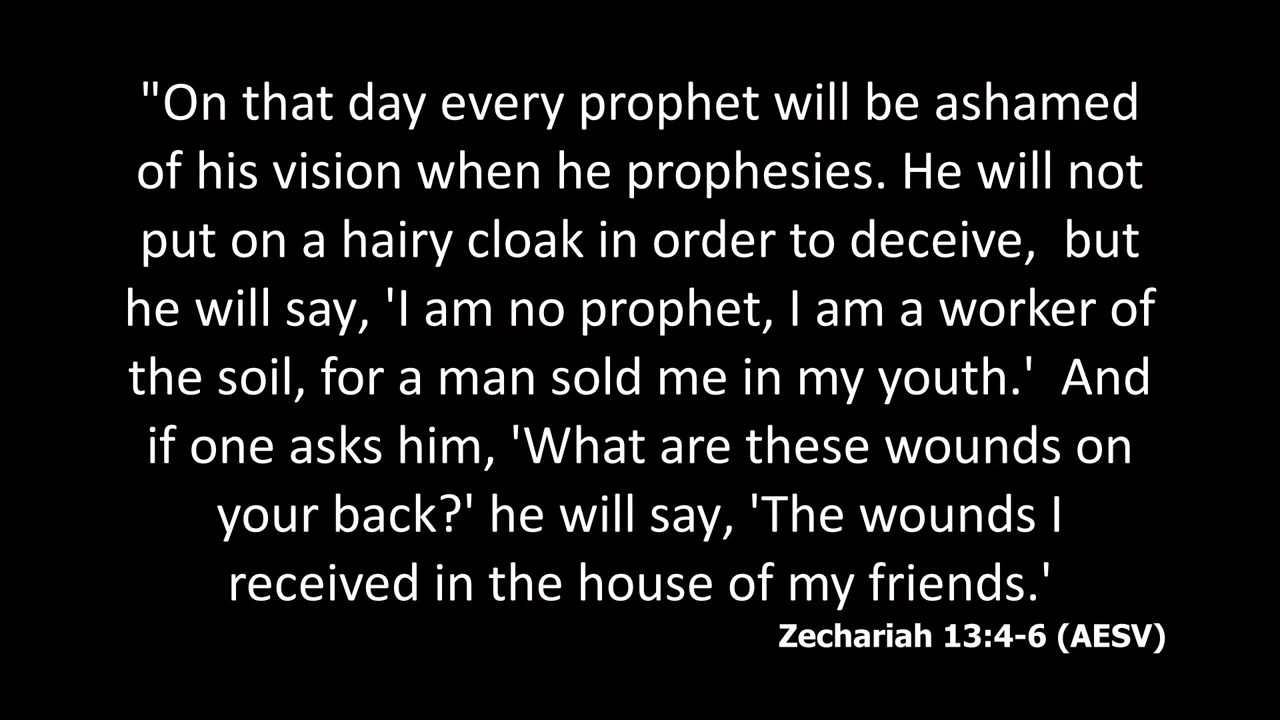 "On that day every prophet will be ashamed
of his vision when he prophesies. He will not
put on a hairy cloak in order to deceive,  but
he will say, 'I am no prophet, I am a worker of
the soil, for a man sold me in my youth.'  And
if one asks him, 'What are these wounds on
your back?' he will say, 'The wounds I
received in the house of my friends.'
Zechariah 13:4-6 (AESV)